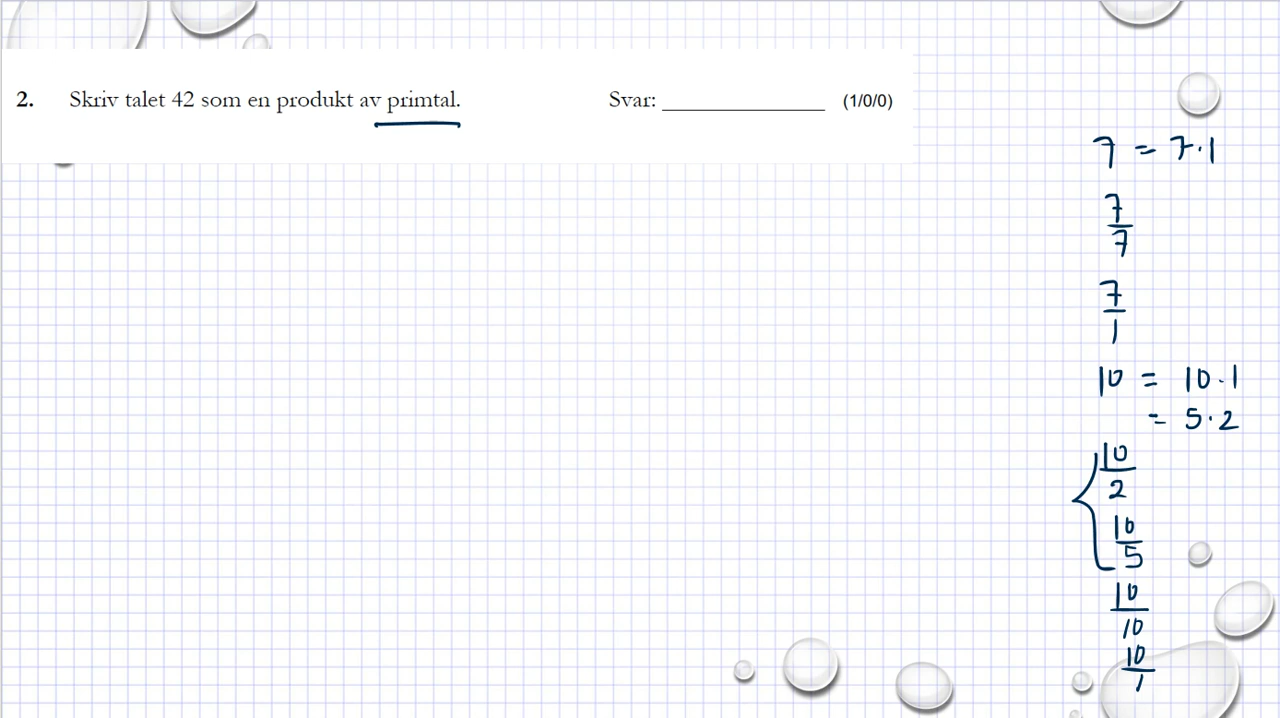 2. Skriv talet 42 som en produkt av primtal. Svar: ______________ (1/0/0)
7 = 7·1
7/7
7/1
10 = 10·1
= 5·2
10/2
10/5
10/10
10/1